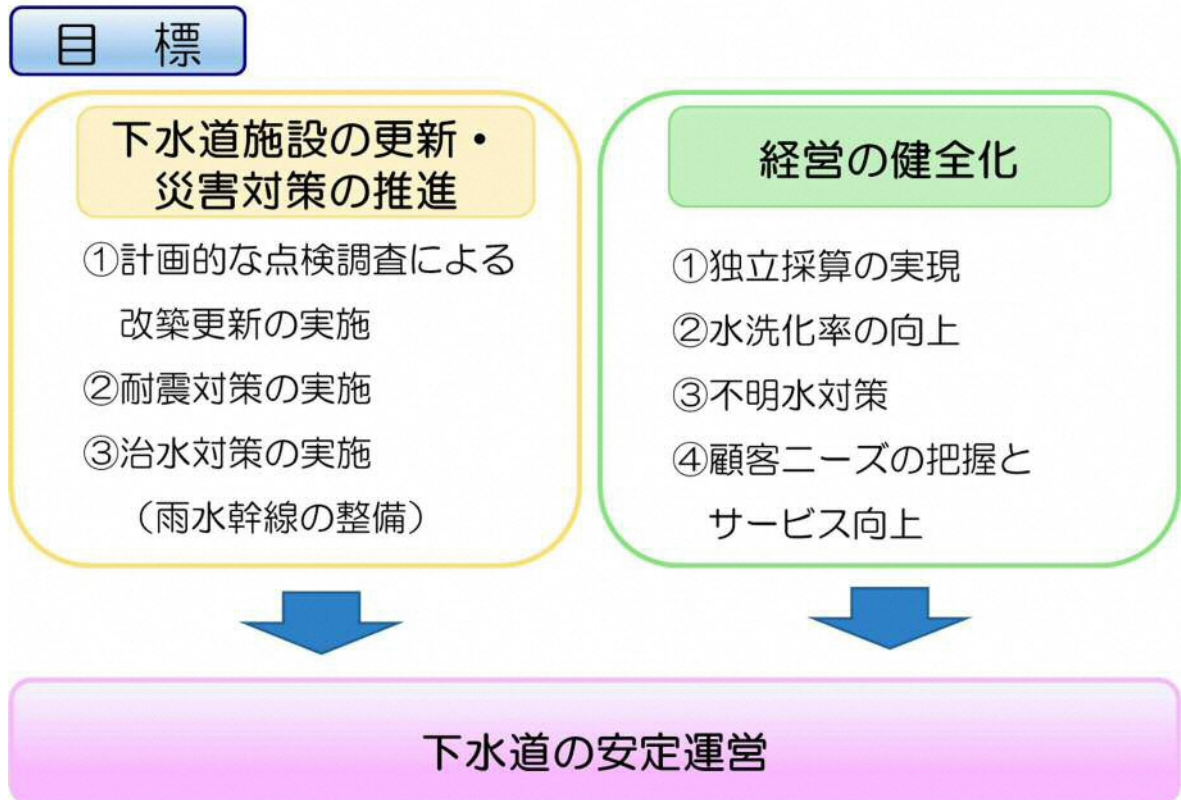 目　標
下水道施設の更新・
災害対策の推進
①計画的な点検調査による
改築更新の実施
②耐震対策の実施
③治水対策の実施
（雨水幹線の整備）
経営の健全化
①独立採算の実現
②水洗化率の向上
③不明水対策
④顧客ニーズの把握と
サービス向上
下水道の安定運営